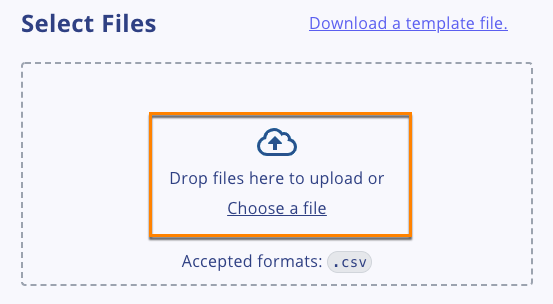 Select Files
Download a template file.
Drop files here to upload or
Choose a file
Accepted formats: .csv